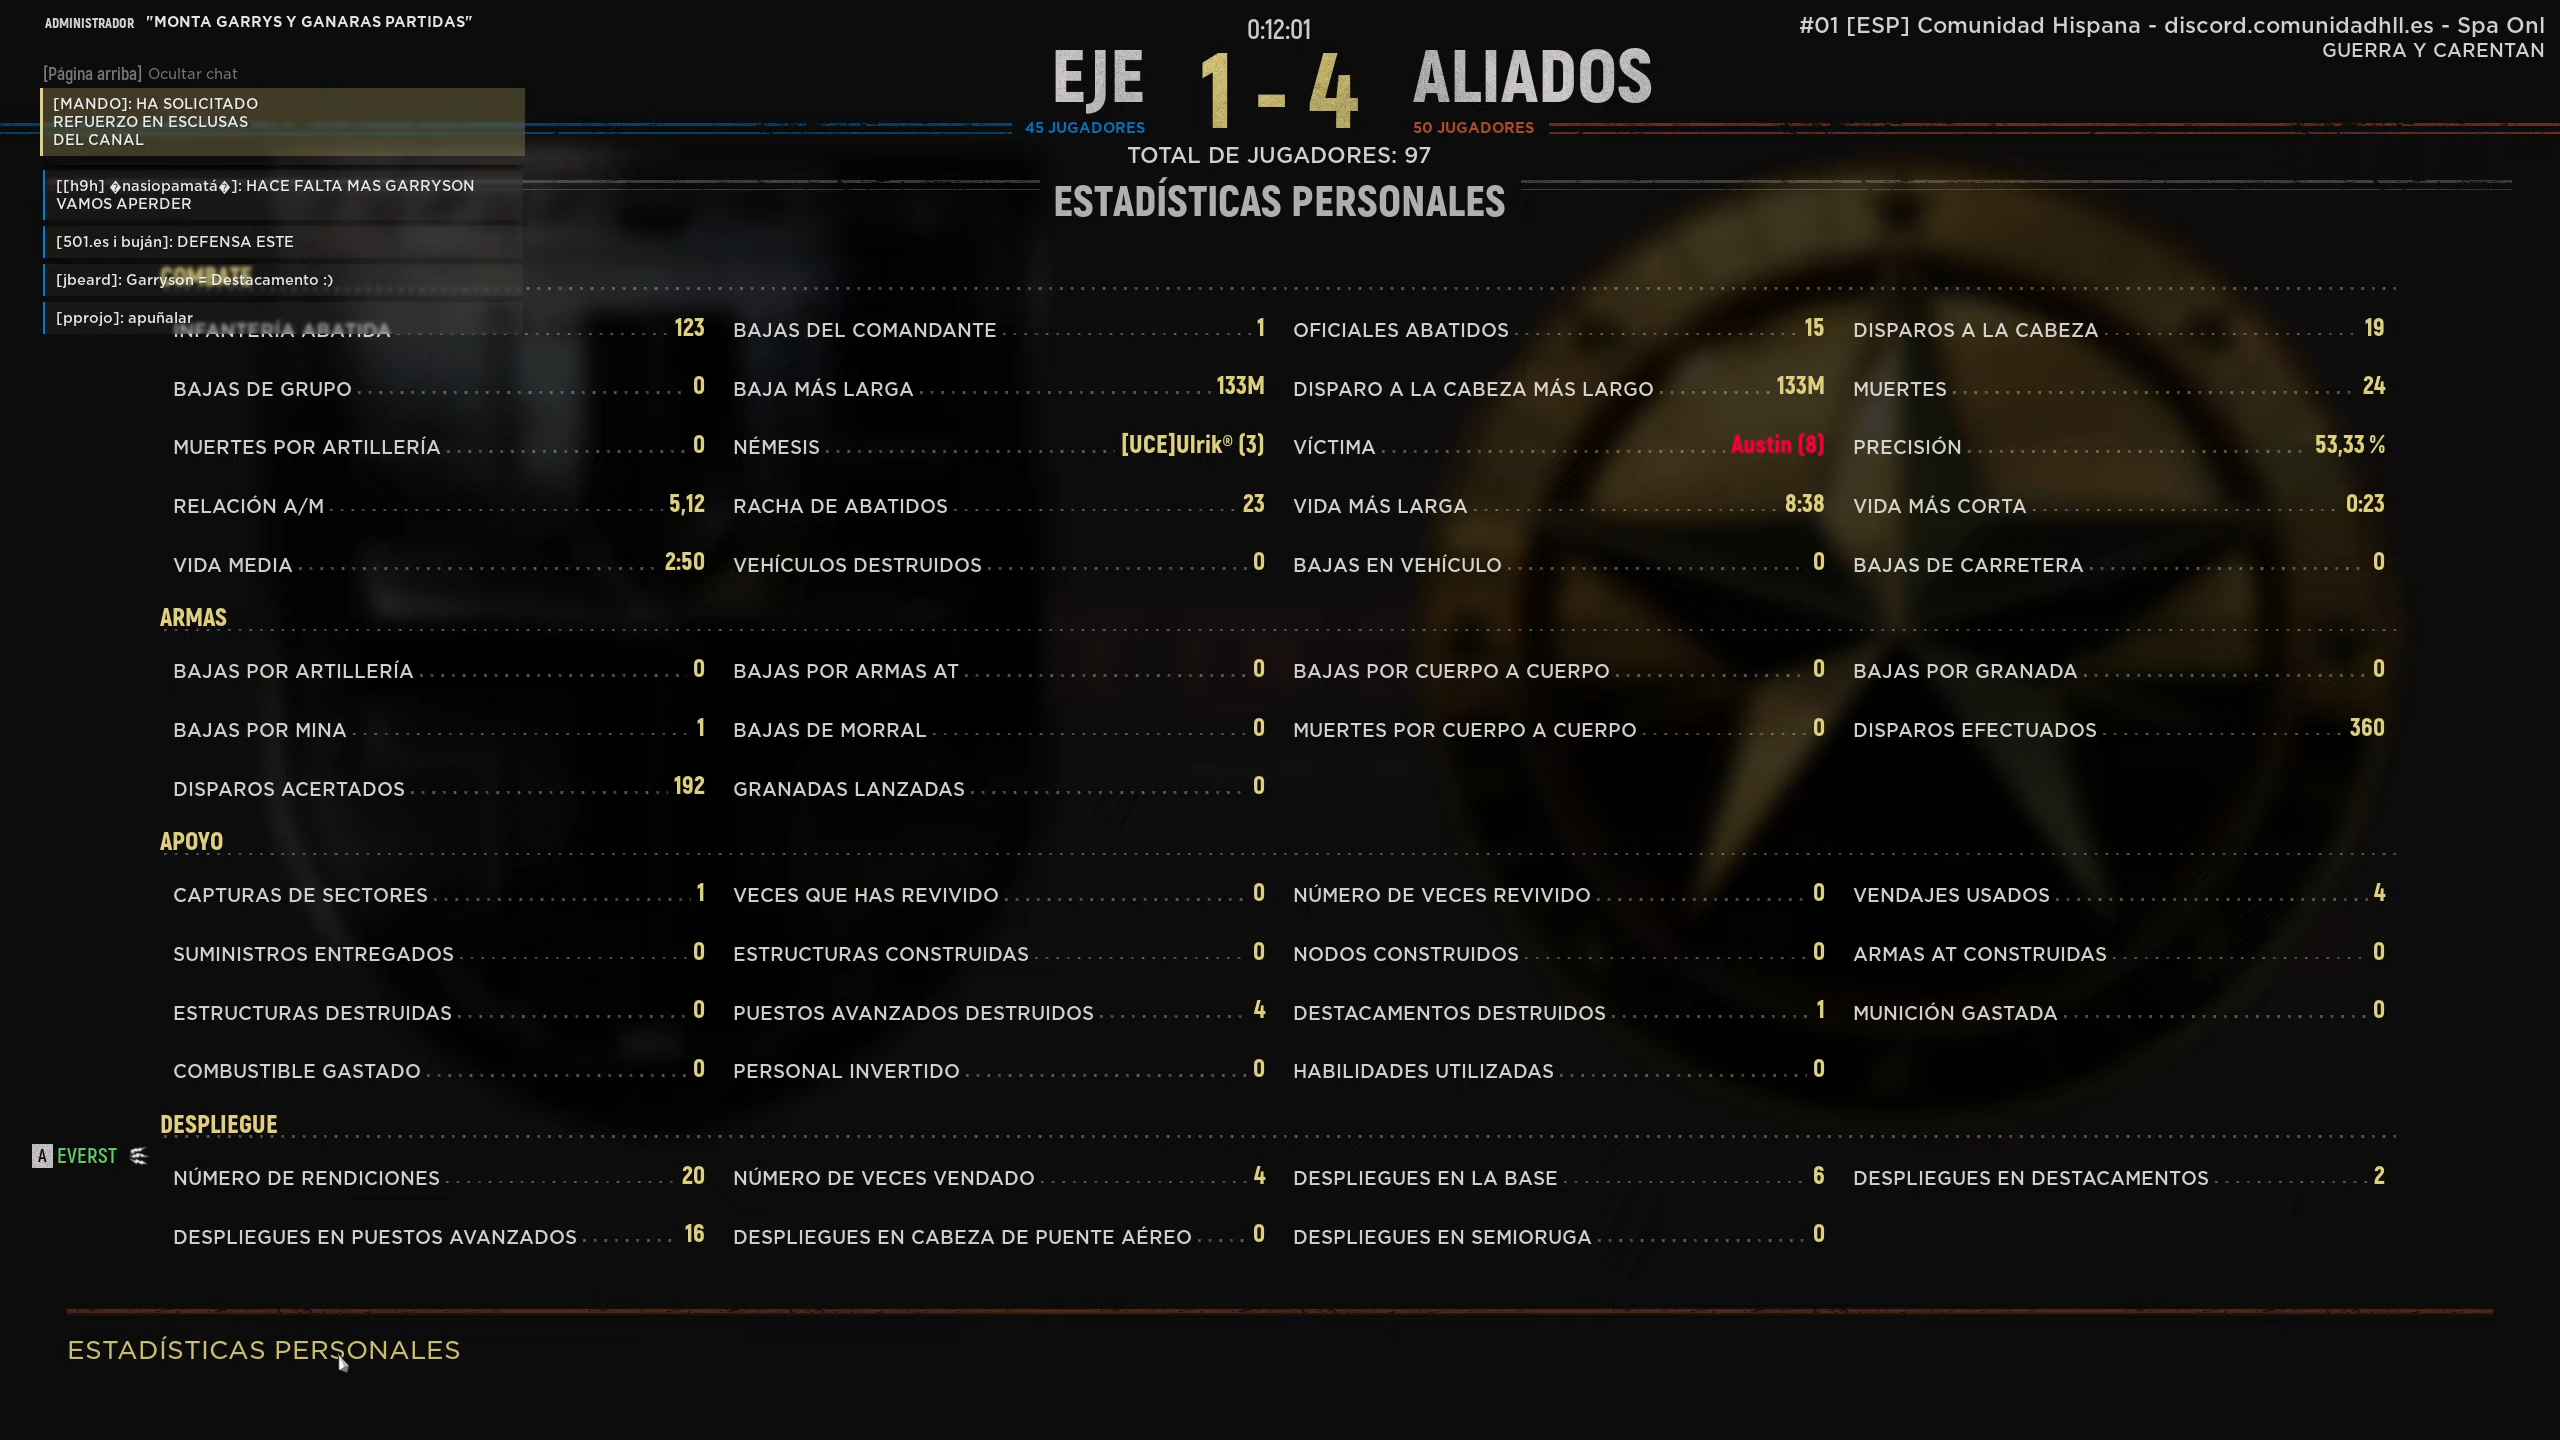 ADMINISTRADOR "MONTA GARRYS Y GANARAS PARTIDAS"
0:12:01
#01 [ESP] Comunidad Hispana - discord.comunidadhll.es - Spa Onl
GUERRA Y CARENTAN
[Página arriba] Ocultar chat
EJE 1 - 4 ALIADOS
45 JUGADORES 50 JUGADORES
TOTAL DE JUGADORES: 97
[MANDO]: HA SOLICITADO
REFUERZO EN ESCLUSAS
DEL CANAL
[[h9h] �nasiopamatá�]: HACE FALTA MAS GARRYSON
VAMOS APERDER
[501.es i buján]: DEFENSA ESTE
[jbeard]: Garryson = Destacamento :)
[pprojo]: apuñalar
ESTADÍSTICAS PERSONALES
COMBATE
INFANTERÍA ABATIDA 123 BAJAS DEL COMANDANTE 1 OFICIALES ABATIDOS 15 DISPAROS A LA CABEZA 19
BAJAS DE GRUPO 0 BAJA MÁS LARGA 133M DISPARO A LA CABEZA MÁS LARGO 133M MUERTES 24
MUERTES POR ARTILLERÍA 0 NÉMESIS [UCE]Ulrik® (3) VÍCTIMA Austin (8) PRECISIÓN 53,33 %
RELACIÓN A/M 5,12 RACHA DE ABATIDOS 23 VIDA MÁS LARGA 8:38 VIDA MÁS CORTA 0:23
VIDA MEDIA 2:50 VEHÍCULOS DESTRUIDOS 0 BAJAS EN VEHÍCULO 0 BAJAS DE CARRETERA 0
ARMAS
BAJAS POR ARTILLERÍA 0 BAJAS POR ARMAS AT 0 BAJAS POR CUERPO A CUERPO 0 BAJAS POR GRANADA 0
BAJAS POR MINA 1 BAJAS DE MORRAL 0 MUERTES POR CUERPO A CUERPO 0 DISPAROS EFECTUADOS 360
DISPAROS ACERTADOS 192 GRANADAS LANZADAS 0
APOYO
CAPTURAS DE SECTORES 1 VECES QUE HAS REVIVIDO 0 NÚMERO DE VECES REVIVIDO 0 VENDAJES USADOS 4
SUMINISTROS ENTREGADOS 0 ESTRUCTURAS CONSTRUIDAS 0 NODOS CONSTRUIDOS 0 ARMAS AT CONSTRUIDAS 0
ESTRUCTURAS DESTRUIDAS 0 PUESTOS AVANZADOS DESTRUIDOS 4 DESTACAMENTOS DESTRUIDOS 1 MUNICIÓN GASTADA 0
COMBUSTIBLE GASTADO 0 PERSONAL INVERTIDO 0 HABILIDADES UTILIZADAS 0
DESPLIEGUE
A EVERST
NÚMERO DE RENDICIONES 20 NÚMERO DE VECES VENDADO 4 DESPLIEGUES EN LA BASE 6 DESPLIEGUES EN DESTACAMENTOS 2
DESPLIEGUES EN PUESTOS AVANZADOS 16 DESPLIEGUES EN CABEZA DE PUENTE AÉREO 0 DESPLIEGUES EN SEMIORUGA 0
ESTADÍSTICAS PERSONALES